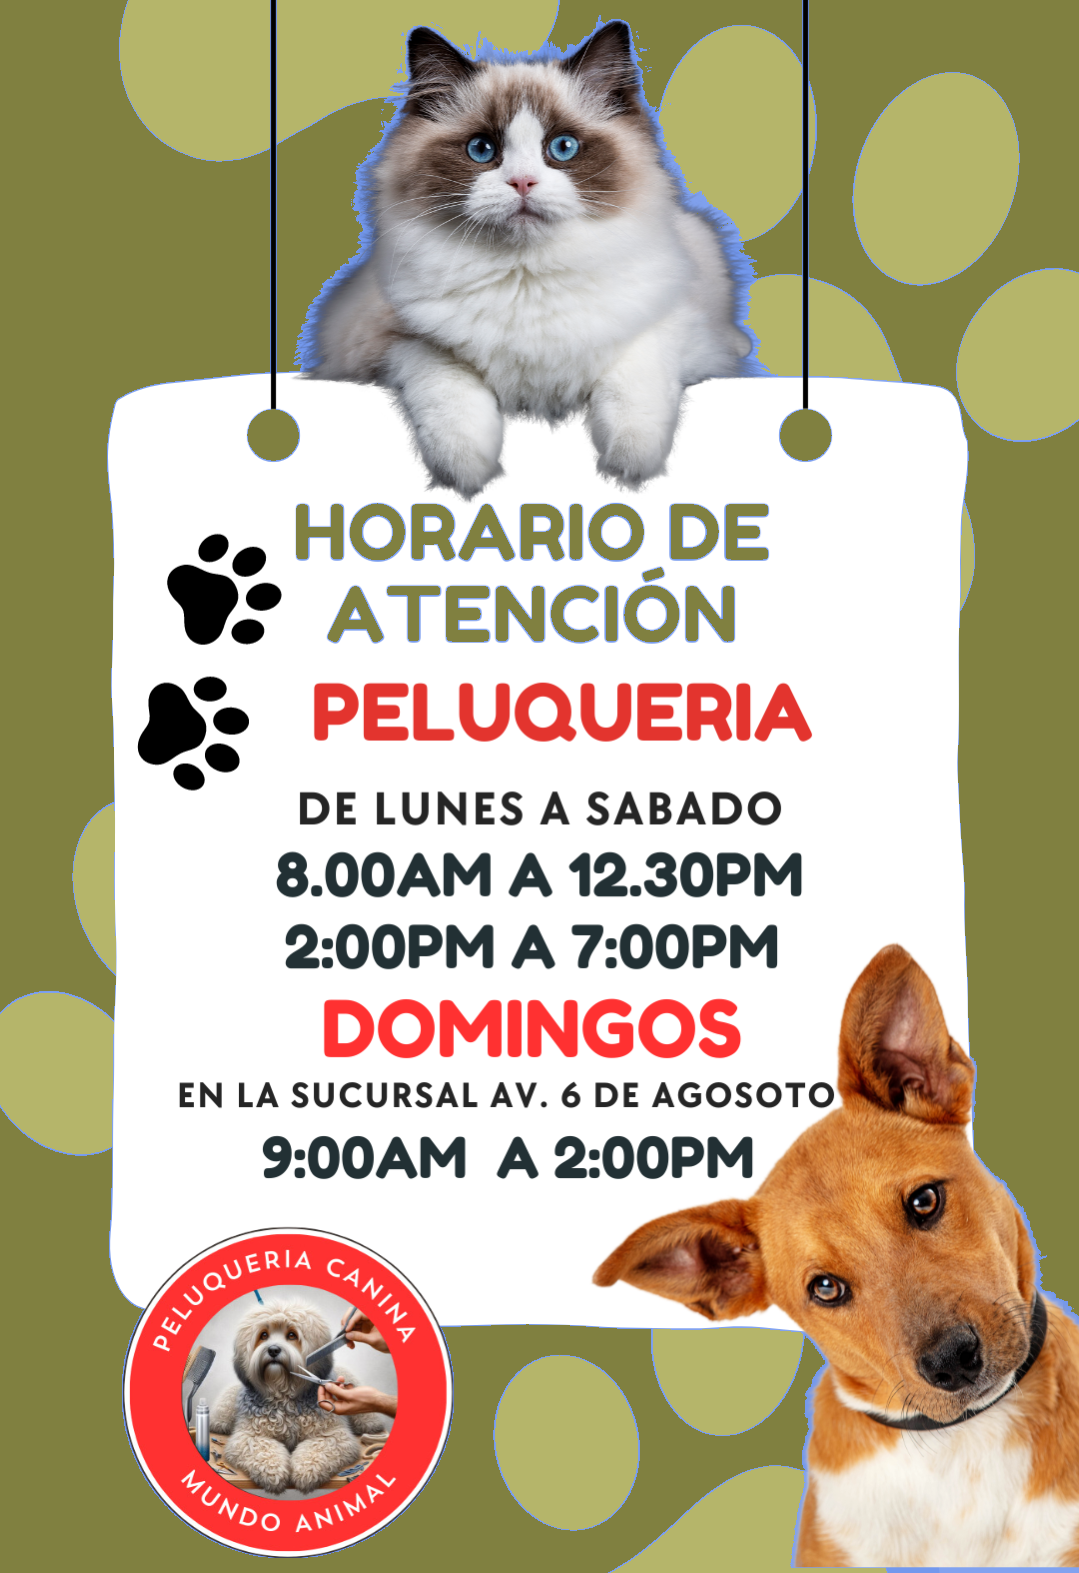 HORARIO DE
ATENCIÓN
PELUQUERIA
DE LUNES A SABADO
8.00AM A 12.30PM
2:00PM A 7:00PM
DOMINGOS
EN LA SUCURSAL AV. 6 DE AGOSOTO
9:00AM A 2:00PM
PELUQUERIA CANINA
MUNDO ANIMAL